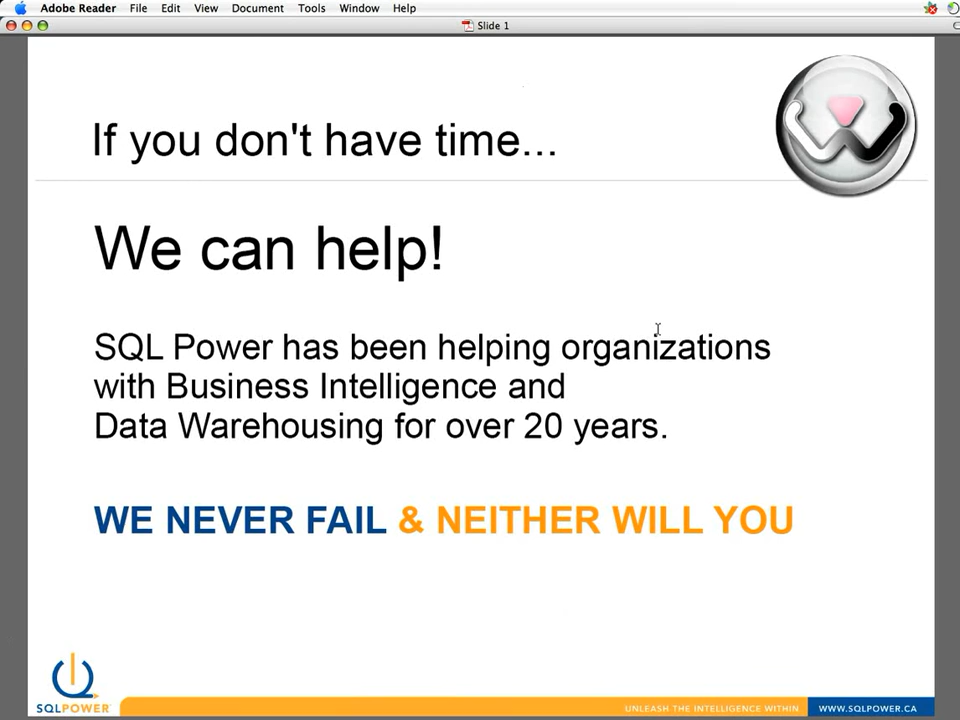 Adobe Reader File Edit View Document Tools Window Help
Slide 1
If you don't have time...
We can help!
SQL Power has been helping organizations
with Business Intelligence and
Data Warehousing for over 20 years.
WE NEVER FAIL & NEITHER WILL YOU
SQLPOWER
UNLEASH THE INTELLIGENCE WITHIN
WWW.SQLPOWER.CA